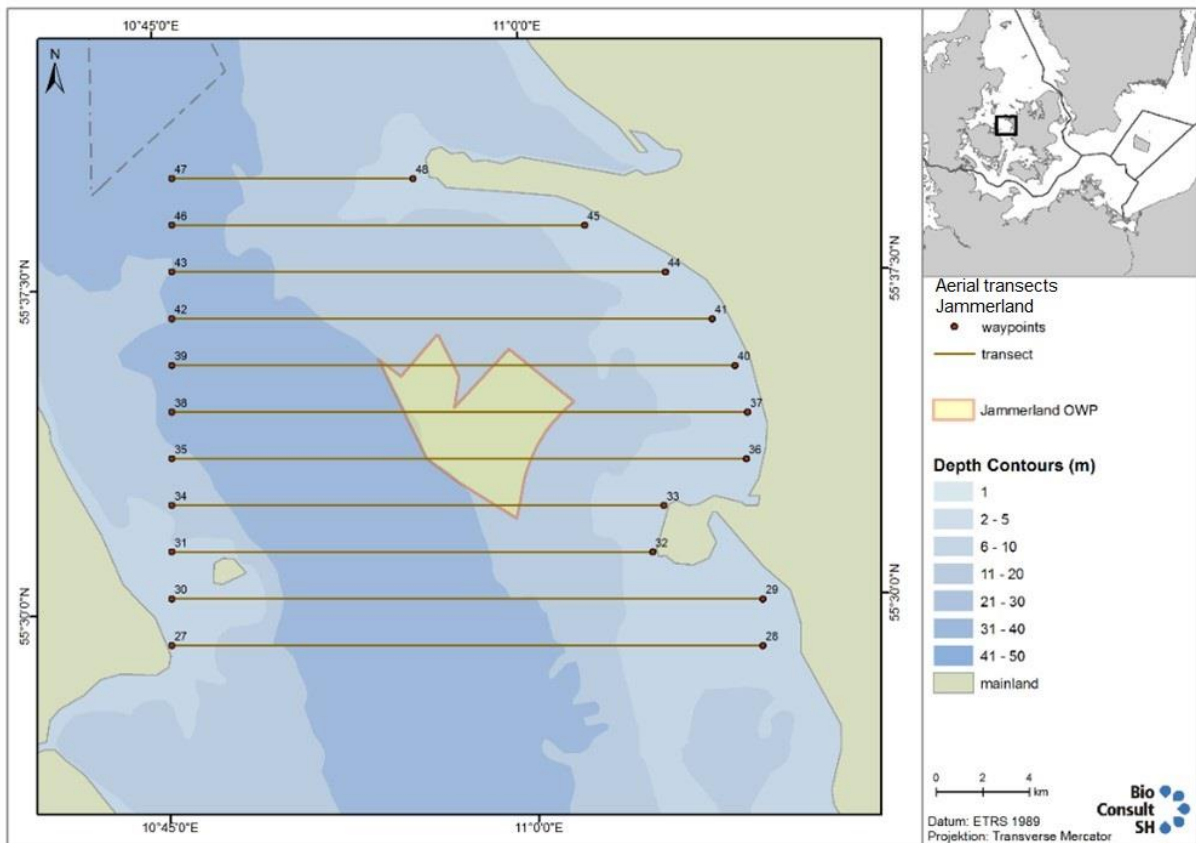 10°45'0"E
11°0'0"E
N
47
48
46
45
43
44
55°37'30"N
55°37'30"N
42
41
39
40
38
37
35
36
34
33
31
32
30
29
55°30'0"N
55°30'0"N
27
28
10°45'0"E
11°0'0"E
Aerial transects
Jammerland
waypoints
transect
Jammerland OWP
Depth Contours (m)
1
2 - 5
6 - 10
11 - 20
21 - 30
31 - 40
41 - 50
mainland
0 2 4
km
Bio
Consult
SH
Datum: ETRS 1989
Projektion: Transverse Mercator